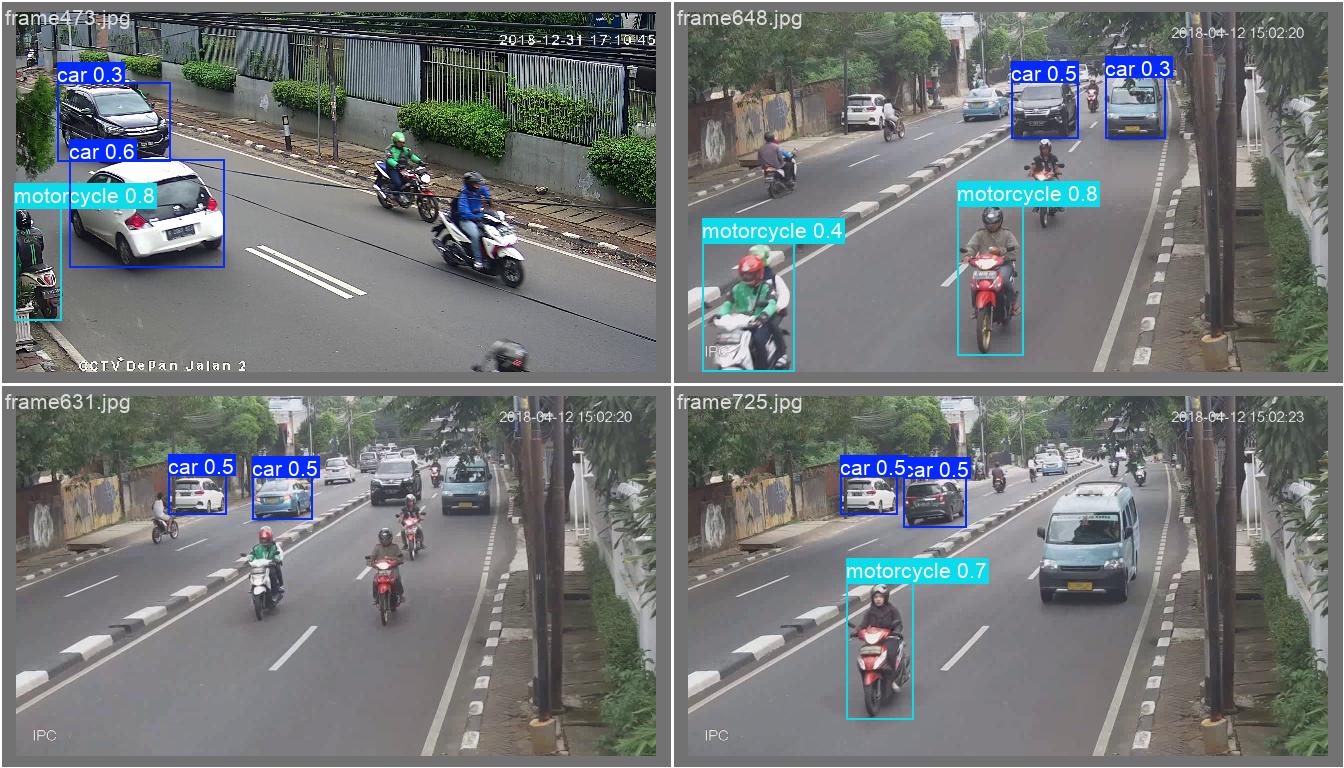 frame473.jpg
2018-12-31 17:10:45
car 0.3
car 0.6
motorcycle 0.8
CCTV DePan Jalan 2
frame648.jpg
2018-04-12 15:02:20
car 0.5
car 0.3
motorcycle 0.8
motorcycle 0.4
IPC
frame631.jpg
2018-04-12 15:02:20
car 0.5
car 0.5
IPC
frame725.jpg
2018-04-12 15:02:23
car 0.5
car 0.5
motorcycle 0.7
IPC